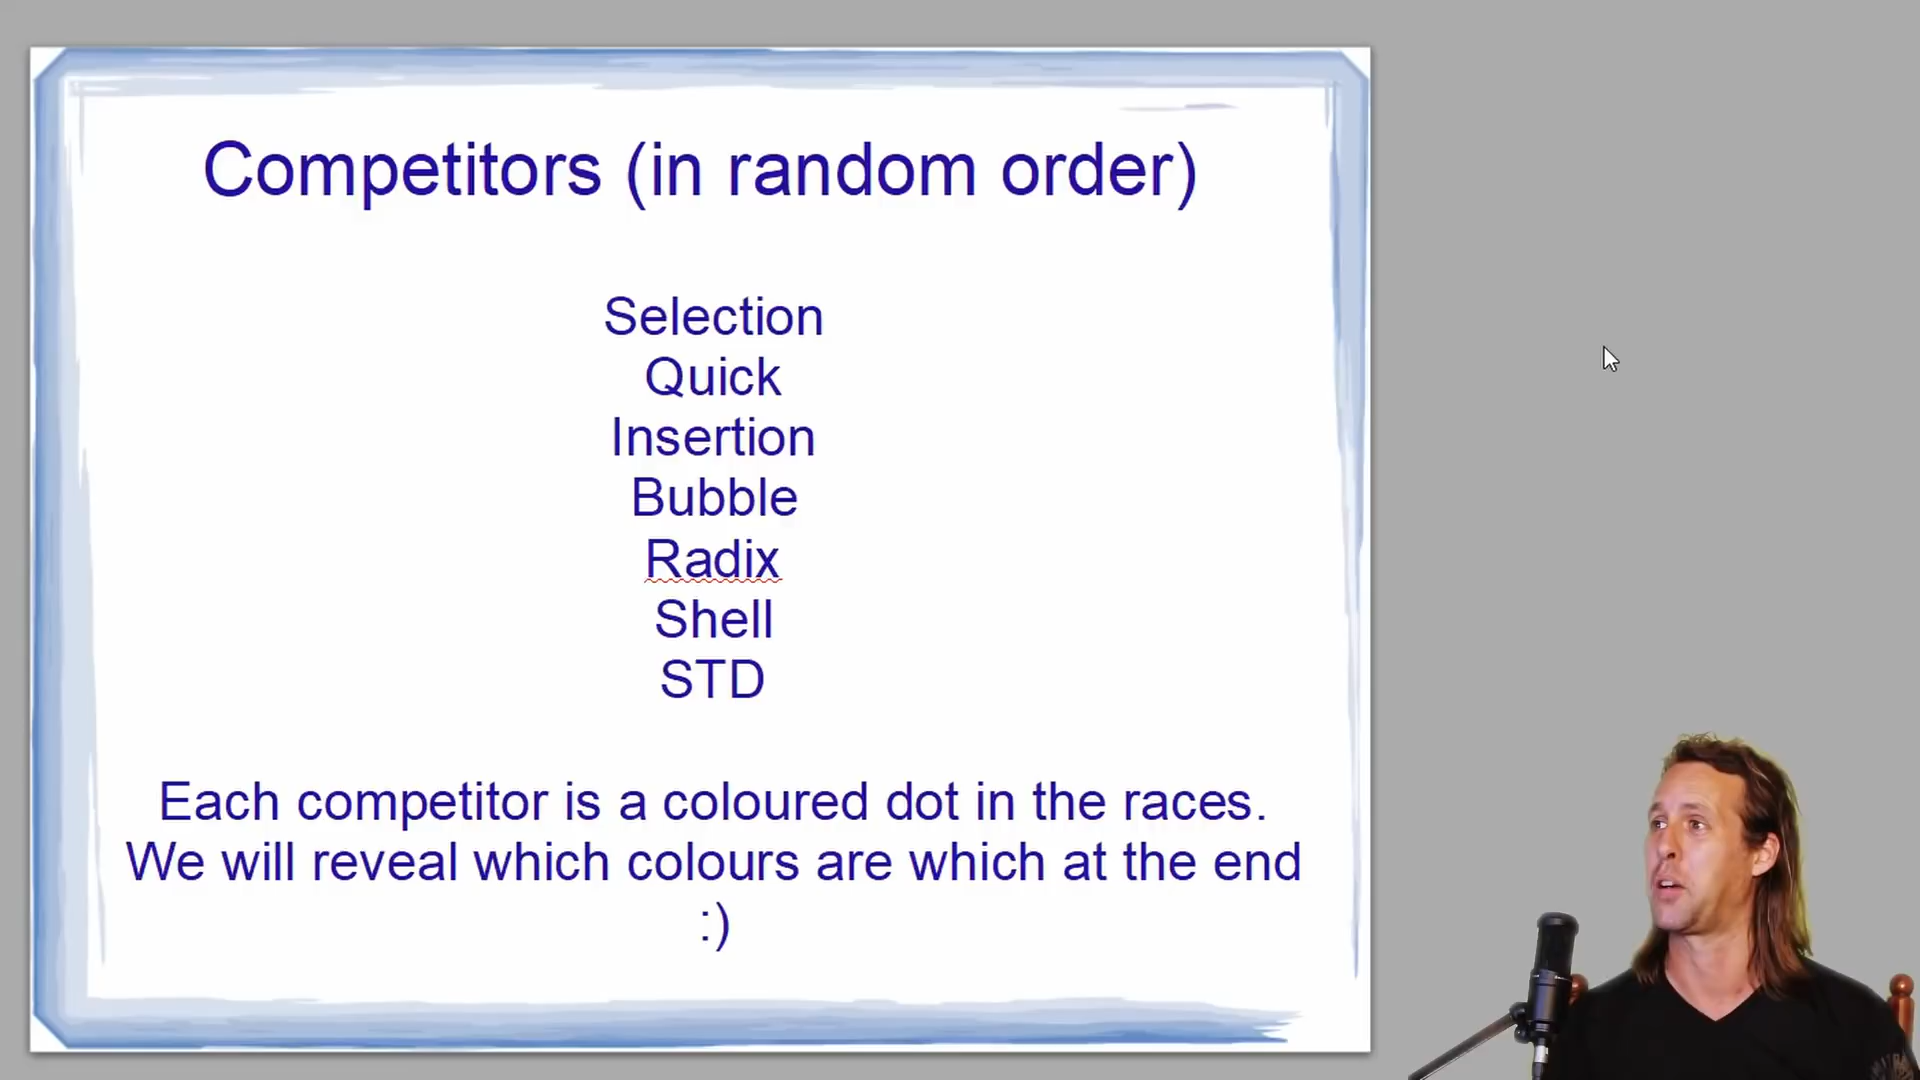 Competitors (in random order)
Selection
Quick
Insertion
Bubble
Radix
Shell
STD
Each competitor is a coloured dot in the races.
We will reveal which colours are which at the end
:)